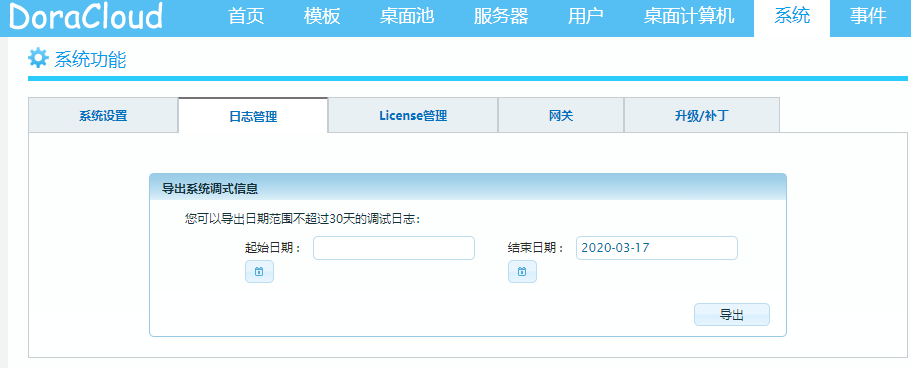 DoraCloud 首页 模板 桌面池 服务器 用户 桌面计算机 系统 事件
系统功能
系统设置 日志管理 License管理 网关 升级/补丁
导出系统调式信息
您可以导出日期范围不超过30天的调试日志：
起始日期： 结束日期： 2020-03-17
导出